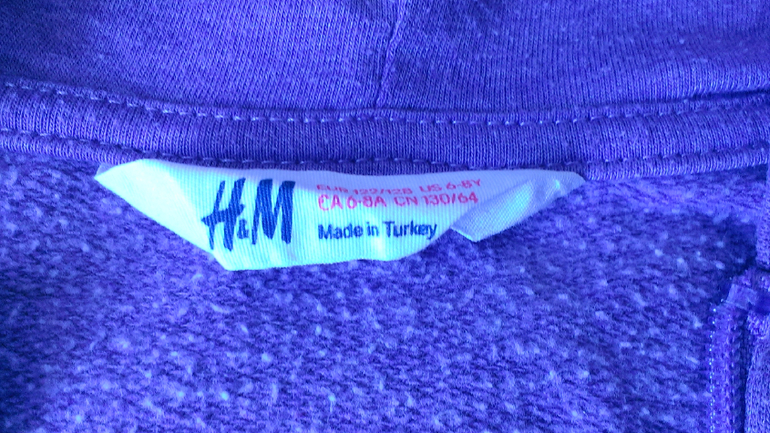 H&M
EUR 122/128 US 6-8Y
CA 6-8A CN 130/64
Made in Turkey